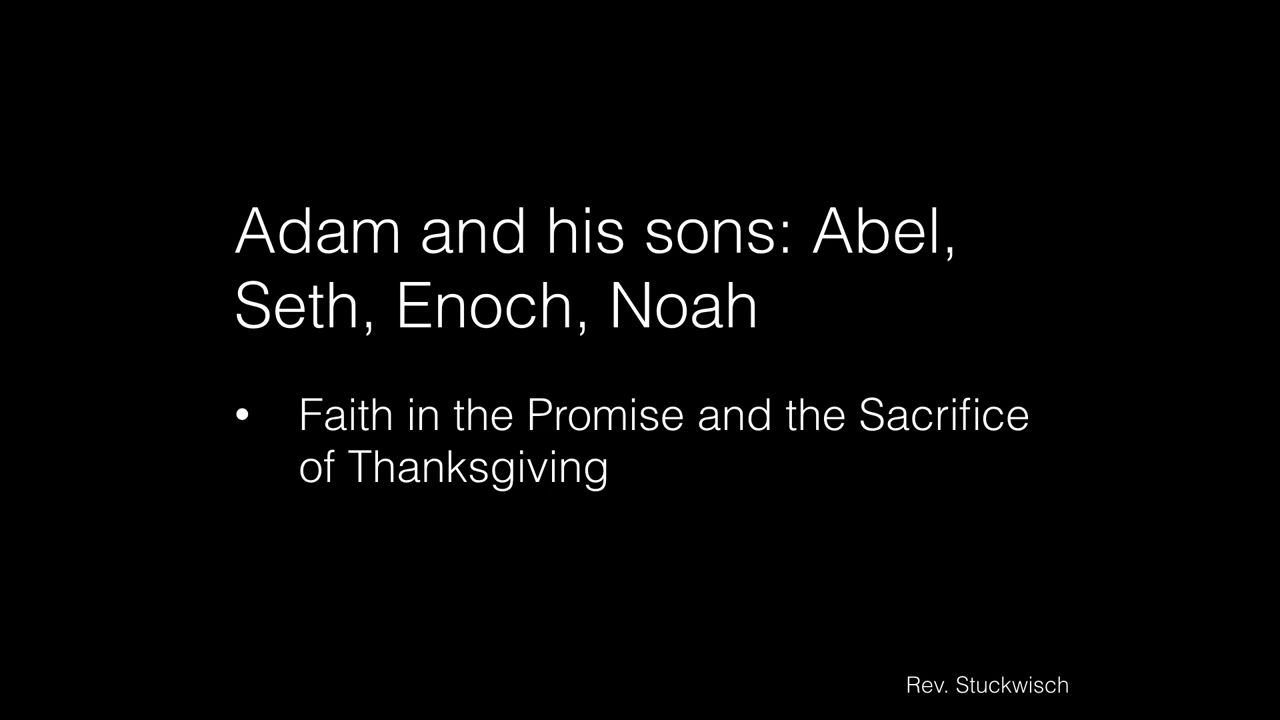 Adam and his sons: Abel,
Seth, Enoch, Noah
• Faith in the Promise and the Sacrifice
of Thanksgiving
Rev. Stuckwisch